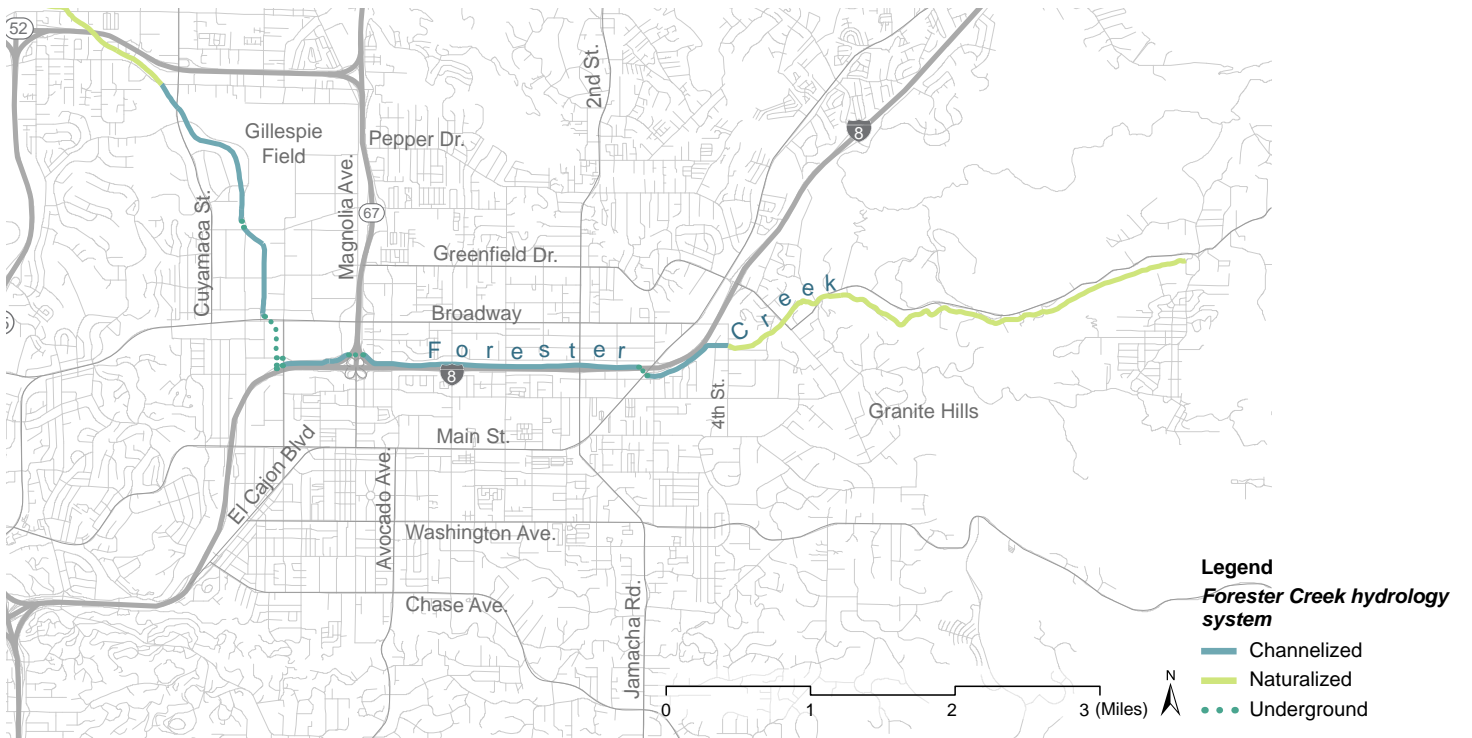 52
2nd St.
Gillespie
Field
Pepper Dr.
8
Cuyamaca St.
Magnolia Ave.
67
Greenfield Dr.
Broadway
Forester Creek
8
4th St.
Granite Hills
Main St.
El Cajon Blvd
Avocado Ave.
Washington Ave.
Chase Ave.
Jamacha Rd.
Legend
Forester Creek hydrology
system
Channelized
Naturalized
Underground
0 1 2 3 (Miles)
N